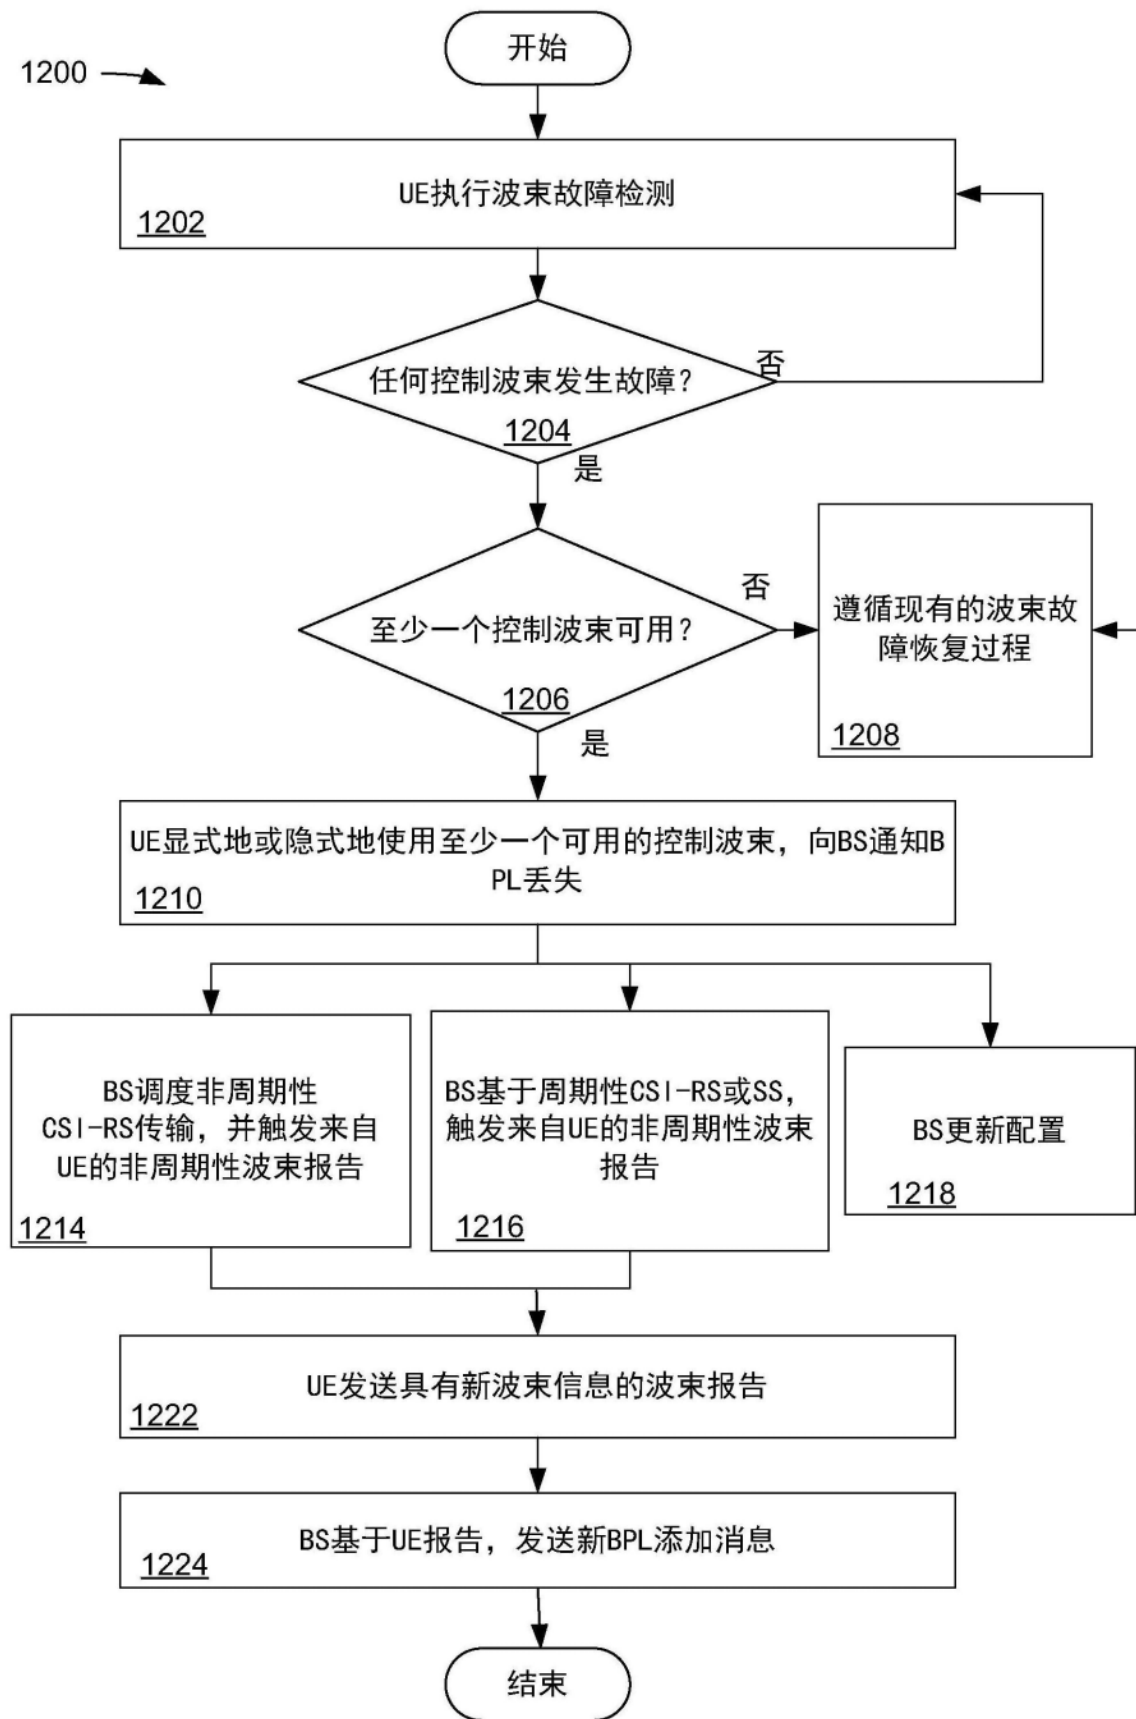 开始
1200
UE执行波束故障检测
1202
任何控制波束发生故障?
否
1204
是
至少一个控制波束可用?
否
1206
是
遵循现有的波束故
障恢复过程
1208
UE显式地或隐式地使用至少一个可用的控制波束，向BS通知B
PL丢失
1210
BS调度非周期性
CSI-RS传输，并触发来自
UE的非周期性波束报告
1214
BS基于周期性CSI-RS或SS，
触发来自UE的非周期性波束
报告
1216
BS更新配置
1218
UE发送具有新波束信息的波束报告
1222
BS基于UE报告，发送新BPL添加消息
1224
结束